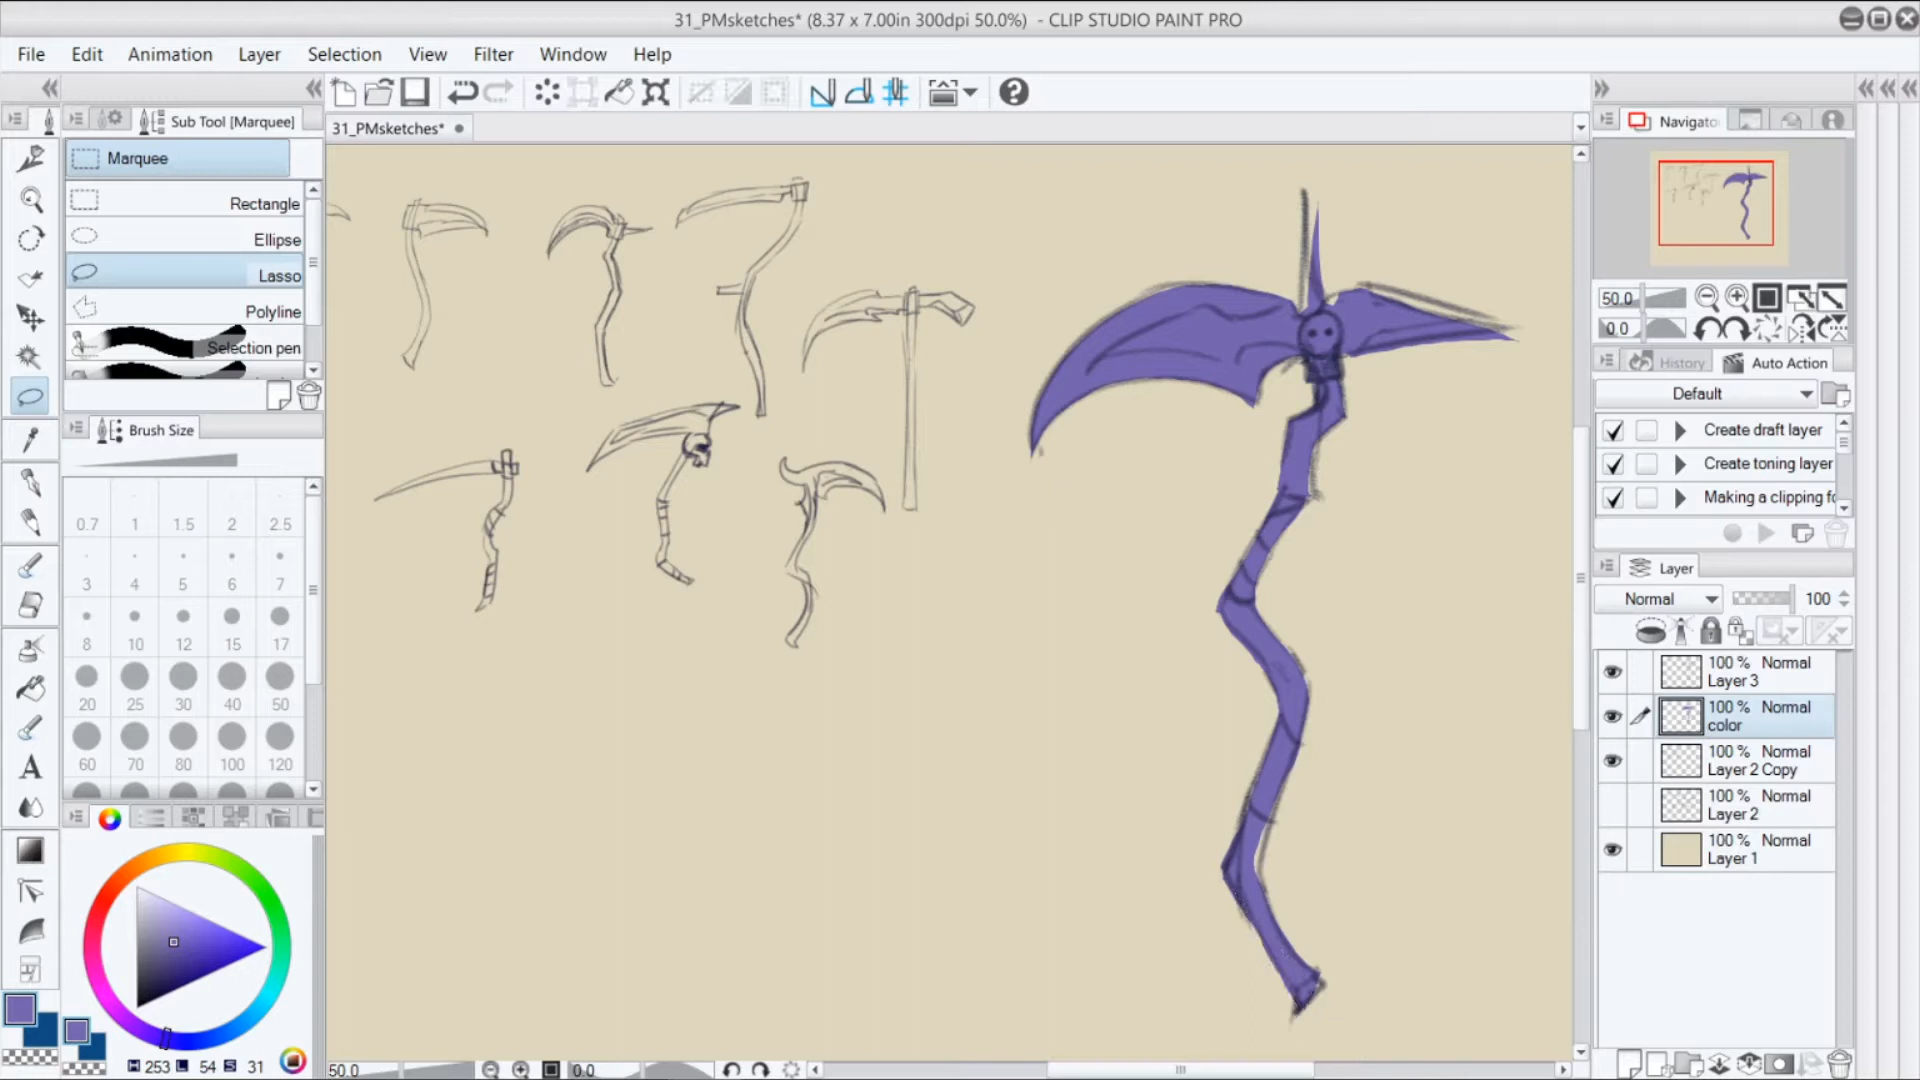 31_PMsketches* (8.37 x 7.00in 300dpi 50.0%) - CLIP STUDIO PAINT PRO
File Edit Animation Layer Selection View Filter Window Help
Sub Tool [Marquee]
31_PMsketches*
Marquee
Rectangle
Ellipse
Lasso
Polyline
Selection pen
Brush Size
0.7 1 1.5 2 2.5
3 4 5 6 7
8 10 12 15 17
20 25 30 40 50
60 70 80 100 120
H 253 L 54 S 31
50.0 0.0
Navigato
50.0
0.0
History Auto Action
Default
Create draft layer
Create toning layer
Making a clipping fo
Layer
Normal 100
100 % Normal
Layer 3
100 % Normal
color
100 % Normal
Layer 2 Copy
100 % Normal
Layer 2
100 % Normal
Layer 1